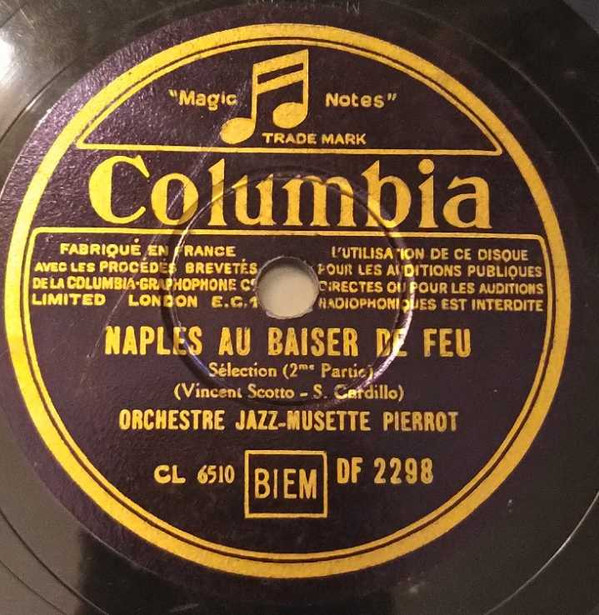 "Magic Notes"
TRADE MARK
Columbia
FABRIQUÉ EN FRANCE
AVEC LES PROCÉDÉS BREVETÉS
DE LA COLUMBIA-GRAPHOPHONE Cº
LIMITED LONDON E.C.1
L'UTILISATION DE CE DISQUE
POUR LES AUDITIONS PUBLIQUES
DIRECTES OU POUR LES AUDITIONS
RADIOPHONIQUES EST INTERDITE
NAPLES AU BAISER DE FEU
Sélection (2me Partie)
(Vincent Scotto - S. Cardillo)
ORCHESTRE JAZZ-MUSETTE PIERROT
CL 6510 BIEM DF 2298